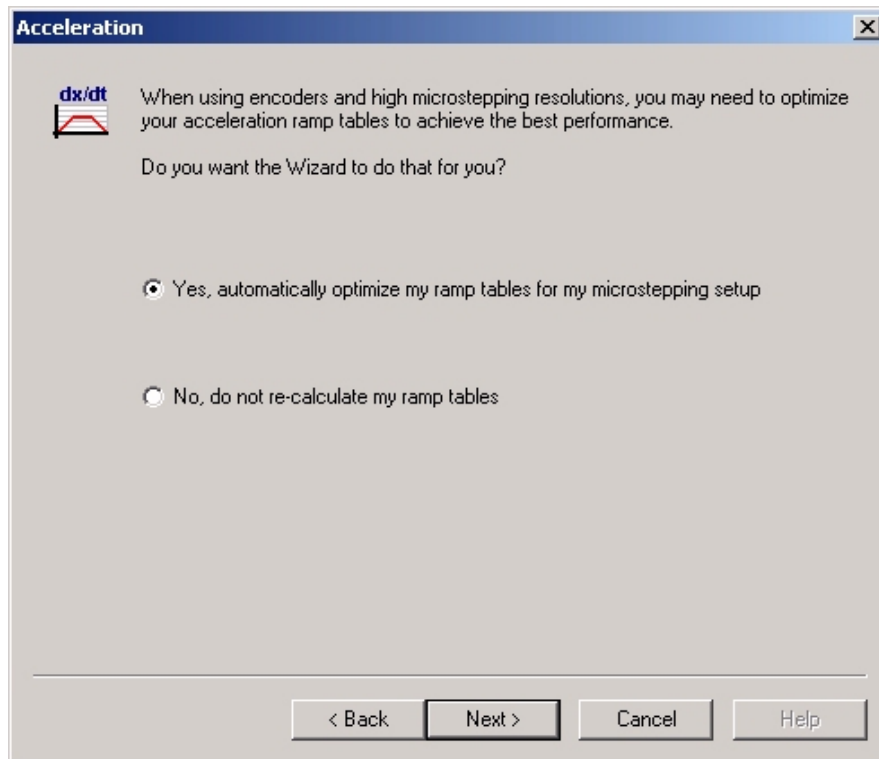 Acceleration
dx/dt
When using encoders and high microstepping resolutions, you may need to optimize
your acceleration ramp tables to achieve the best performance.
Do you want the Wizard to do that for you?
Yes, automatically optimize my ramp tables for my microstepping setup
No, do not re-calculate my ramp tables
< Back
Next >
Cancel
Help